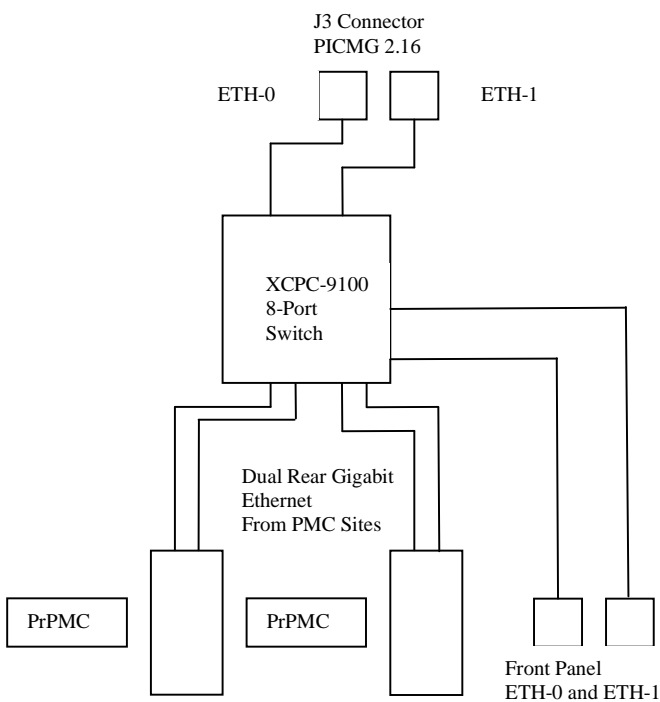 J3 Connector
PICMG 2.16
ETH-0
ETH-1
XCPC-9100
8-Port
Switch
Dual Rear Gigabit
Ethernet
From PMC Sites
PrPMC
PrPMC
Front Panel
ETH-0 and ETH-1